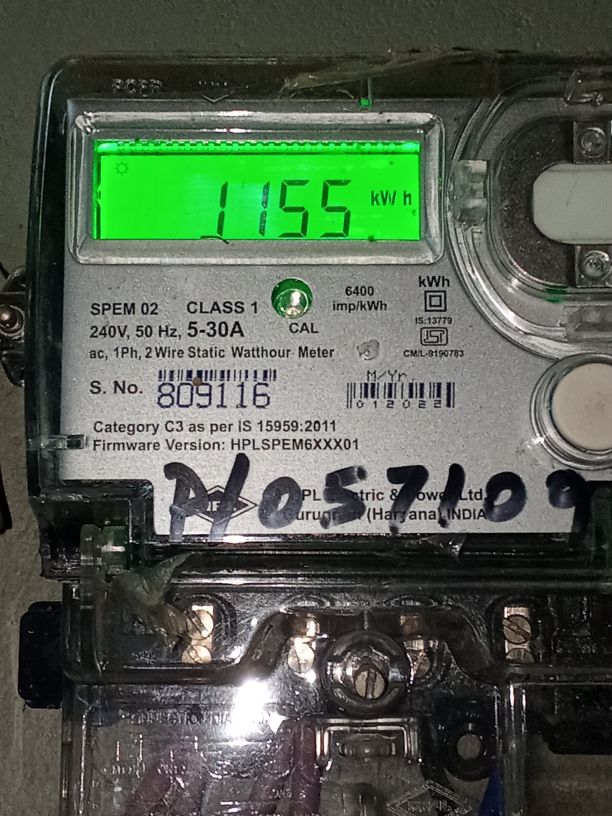 1155 kWh
6400
imp/kWh
kWh
SPEM 02 CLASS 1
240V, 50 Hz, 5-30A CAL
IS:13779
ac, 1Ph, 2 Wire Static Watthour Meter
CM/L-9190783
S. No. 809116
M/Yr.
012022
Category C3 as per IS 15959:2011
Firmware Version: HPLSPEM6XXX01
P/057109
Ltd.
Gurugram (Haryana) INDIA